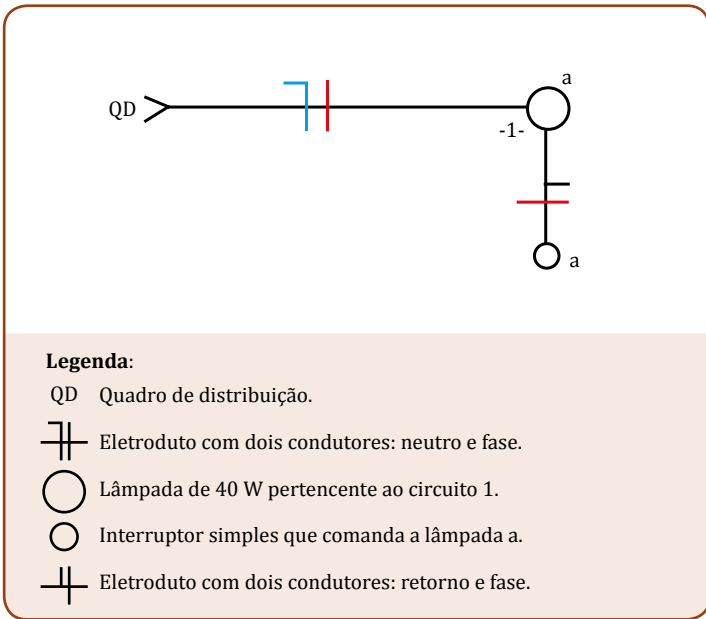 a
QD
-1-
a
Legenda:
QD Quadro de distribuição.
Eletroduto com dois condutores: neutro e fase.
Lâmpada de 40 W pertencente ao circuito 1.
Interruptor simples que comanda a lâmpada a.
Eletroduto com dois condutores: retorno e fase.